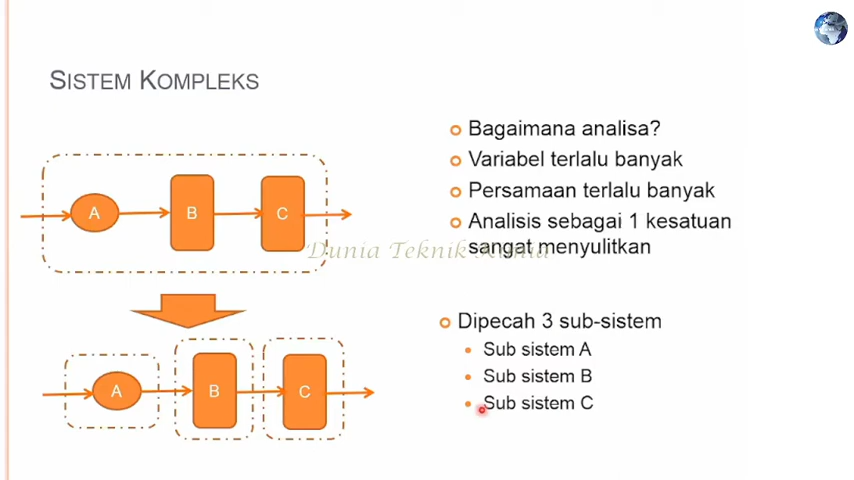 SISTEM KOMPLEKS
Bagaimana analisa?
Variabel terlalu banyak
Persamaan terlalu banyak
Analisis sebagai 1 kesatuan
sangat menyulitkan
A
B
C
Dunia Teknik Kimia
Dipecah 3 sub-sistem
Sub sistem A
Sub sistem B
Sub sistem C
A
B
C